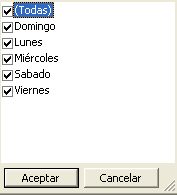 (Todas)
Domingo
Lunes
Miércoles
Sabado
Viernes
Aceptar Cancelar